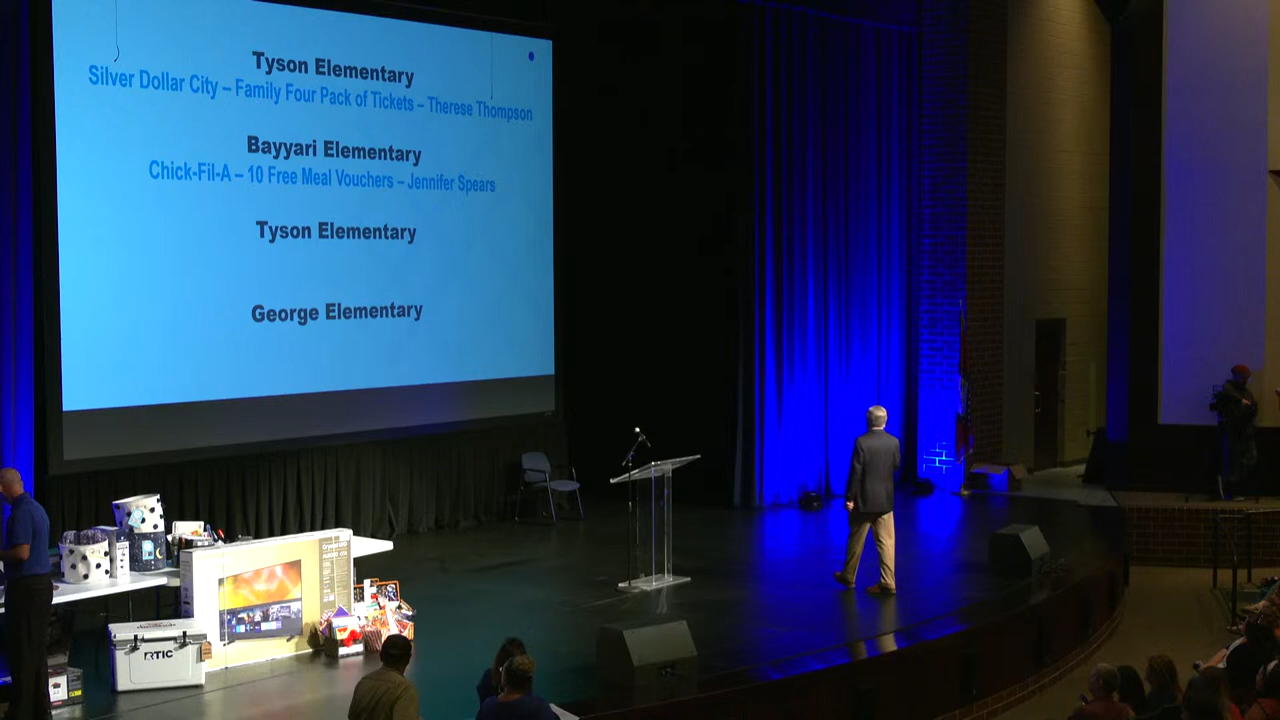 Tyson Elementary
Silver Dollar City – Family Four Pack of Tickets – Therese Thompson
Bayyari Elementary
Chick-Fil-A – 10 Free Meal Vouchers – Jennifer Spears
Tyson Elementary
George Elementary
RTIC